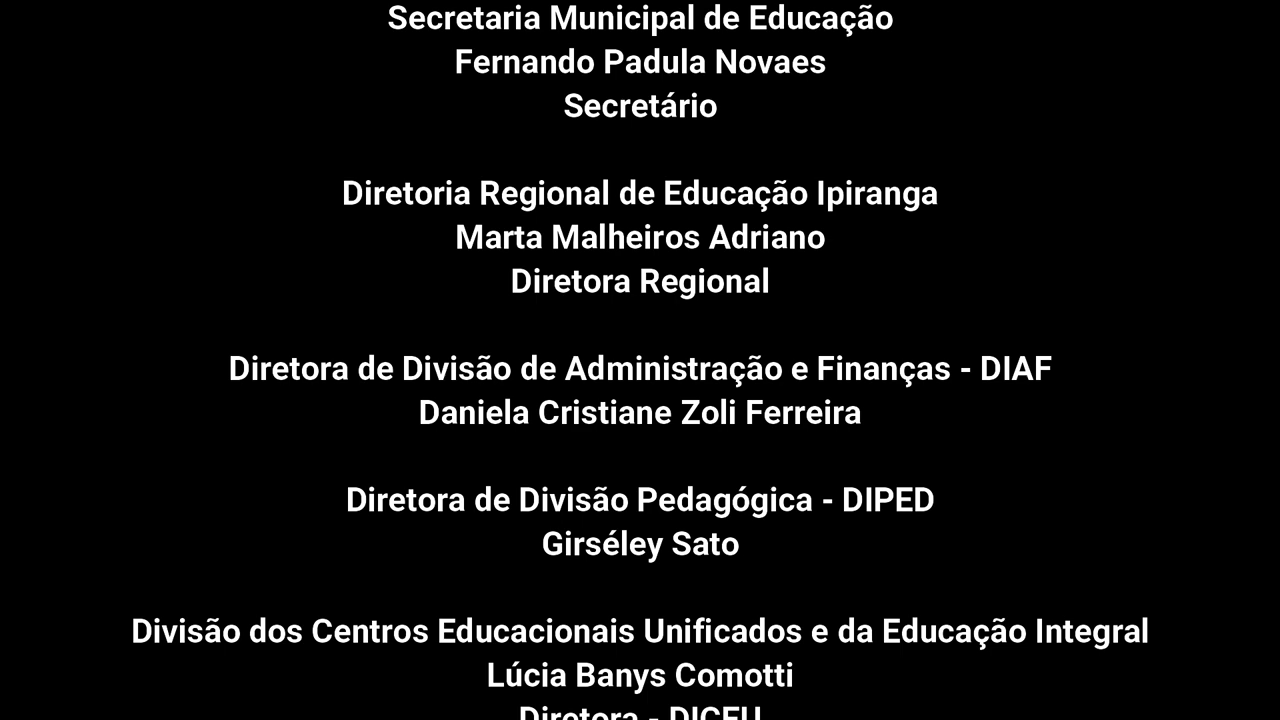 Secretaria Municipal de Educação
Fernando Padula Novaes
Secretário
Diretoria Regional de Educação Ipiranga
Marta Malheiros Adriano
Diretora Regional
Diretora de Divisão de Administração e Finanças - DIAF
Daniela Cristiane Zoli Ferreira
Diretora de Divisão Pedagógica - DIPED
Girséley Sato
Divisão dos Centros Educacionais Unificados e da Educação Integral
Lúcia Banys Comotti
Diretora - DICEU